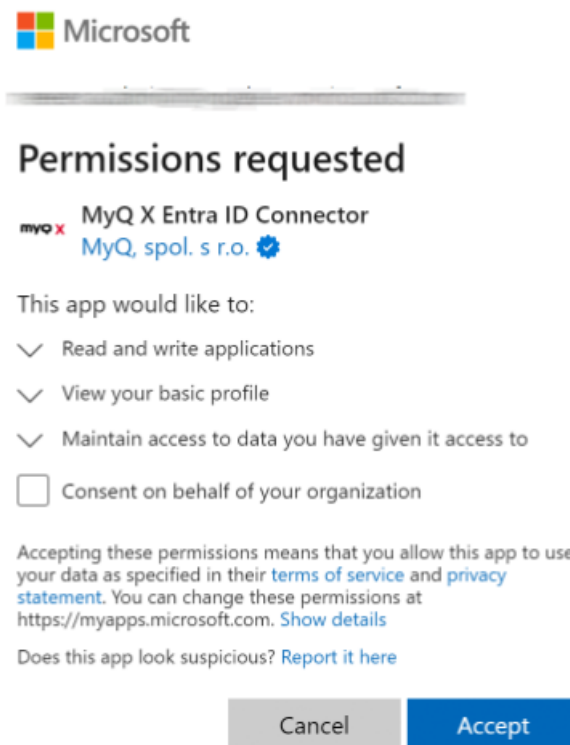 Microsoft
Permissions requested
myQ X
MyQ X Entra ID Connector
MyQ, spol. s r.o.
This app would like to:
Read and write applications
View your basic profile
Maintain access to data you have given it access to
Consent on behalf of your organization
Accepting these permissions means that you allow this app to use
your data as specified in their terms of service and privacy
statement. You can change these permissions at
https://myapps.microsoft.com. Show details
Does this app look suspicious? Report it here
Cancel
Accept